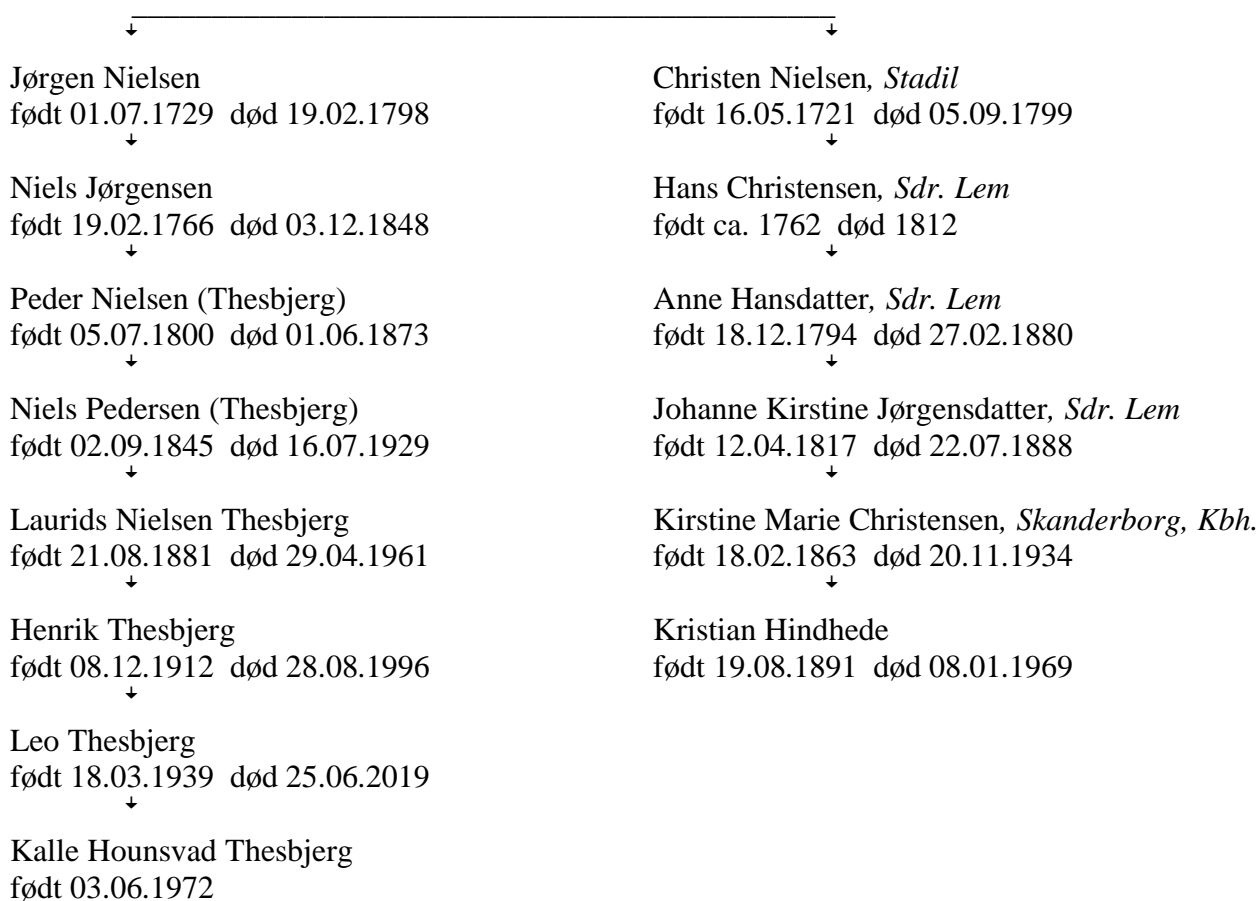 Jørgen Nielsen
født 01.07.1729 død 19.02.1798
Niels Jørgensen
født 19.02.1766 død 03.12.1848
Peder Nielsen (Thesbjerg)
født 05.07.1800 død 01.06.1873
Niels Pedersen (Thesbjerg)
født 02.09.1845 død 16.07.1929
Laurids Nielsen Thesbjerg
født 21.08.1881 død 29.04.1961
Henrik Thesbjerg
født 08.12.1912 død 28.08.1996
Leo Thesbjerg
født 18.03.1939 død 25.06.2019
Kalle Hounsvad Thesbjerg
født 03.06.1972
Christen Nielsen, Stadil
født 16.05.1721 død 05.09.1799
Hans Christensen, Sdr. Lem
født ca. 1762 død 1812
Anne Hansdatter, Sdr. Lem
født 18.12.1794 død 27.02.1880
Johanne Kirstine Jørgensdatter, Sdr. Lem
født 12.04.1817 død 22.07.1888
Kirstine Marie Christensen, Skanderborg, Kbh.
født 18.02.1863 død 20.11.1934
Kristian Hindhede
født 19.08.1891 død 08.01.1969